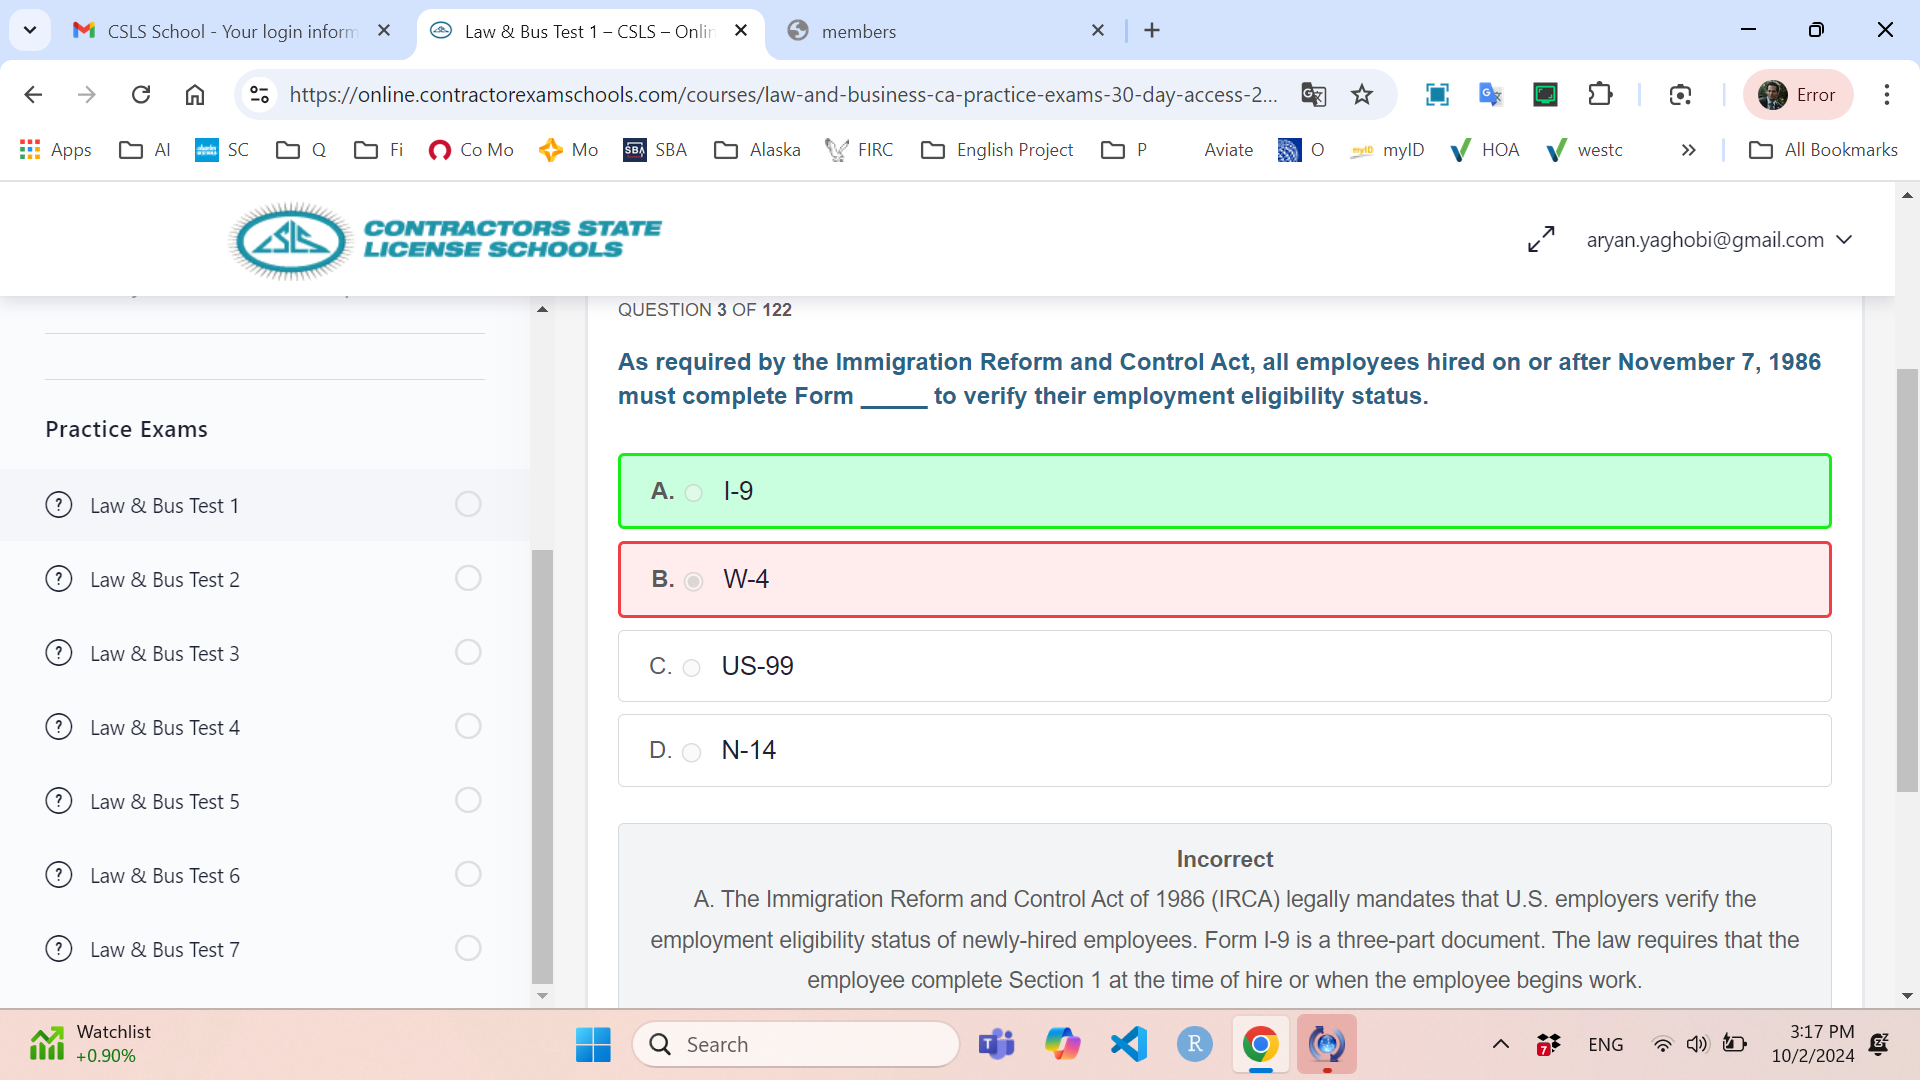 CSLS School - Your login inform
Law & Bus Test 1 – CSLS – Onlin
members
https://online.contractorexamschools.com/courses/law-and-business-ca-practice-exams-30-day-access-2...
Error
Apps
AI
SC
Q
Fi
Co Mo
Mo
SBA
SBA
Alaska
FIRC
English Project
P
Aviate
O
myID
myID
HOA
westc
»
All Bookmarks
CSLS
CONTRACTORS STATE
LICENSE SCHOOLS
aryan.yaghobi@gmail.com
Practice Exams
Law & Bus Test 1
Law & Bus Test 2
Law & Bus Test 3
Law & Bus Test 4
Law & Bus Test 5
Law & Bus Test 6
Law & Bus Test 7
QUESTION 3 OF 122
As required by the Immigration Reform and Control Act, all employees hired on or after November 7, 1986
must complete Form _____ to verify their employment eligibility status.
A. I-9
B. W-4
C. US-99
D. N-14
Incorrect
A. The Immigration Reform and Control Act of 1986 (IRCA) legally mandates that U.S. employers verify the
employment eligibility status of newly-hired employees. Form I-9 is a three-part document. The law requires that the
employee complete Section 1 at the time of hire or when the employee begins work.
Watchlist
+0.90%
Search
R
7
ENG
3:17 PM
10/2/2024